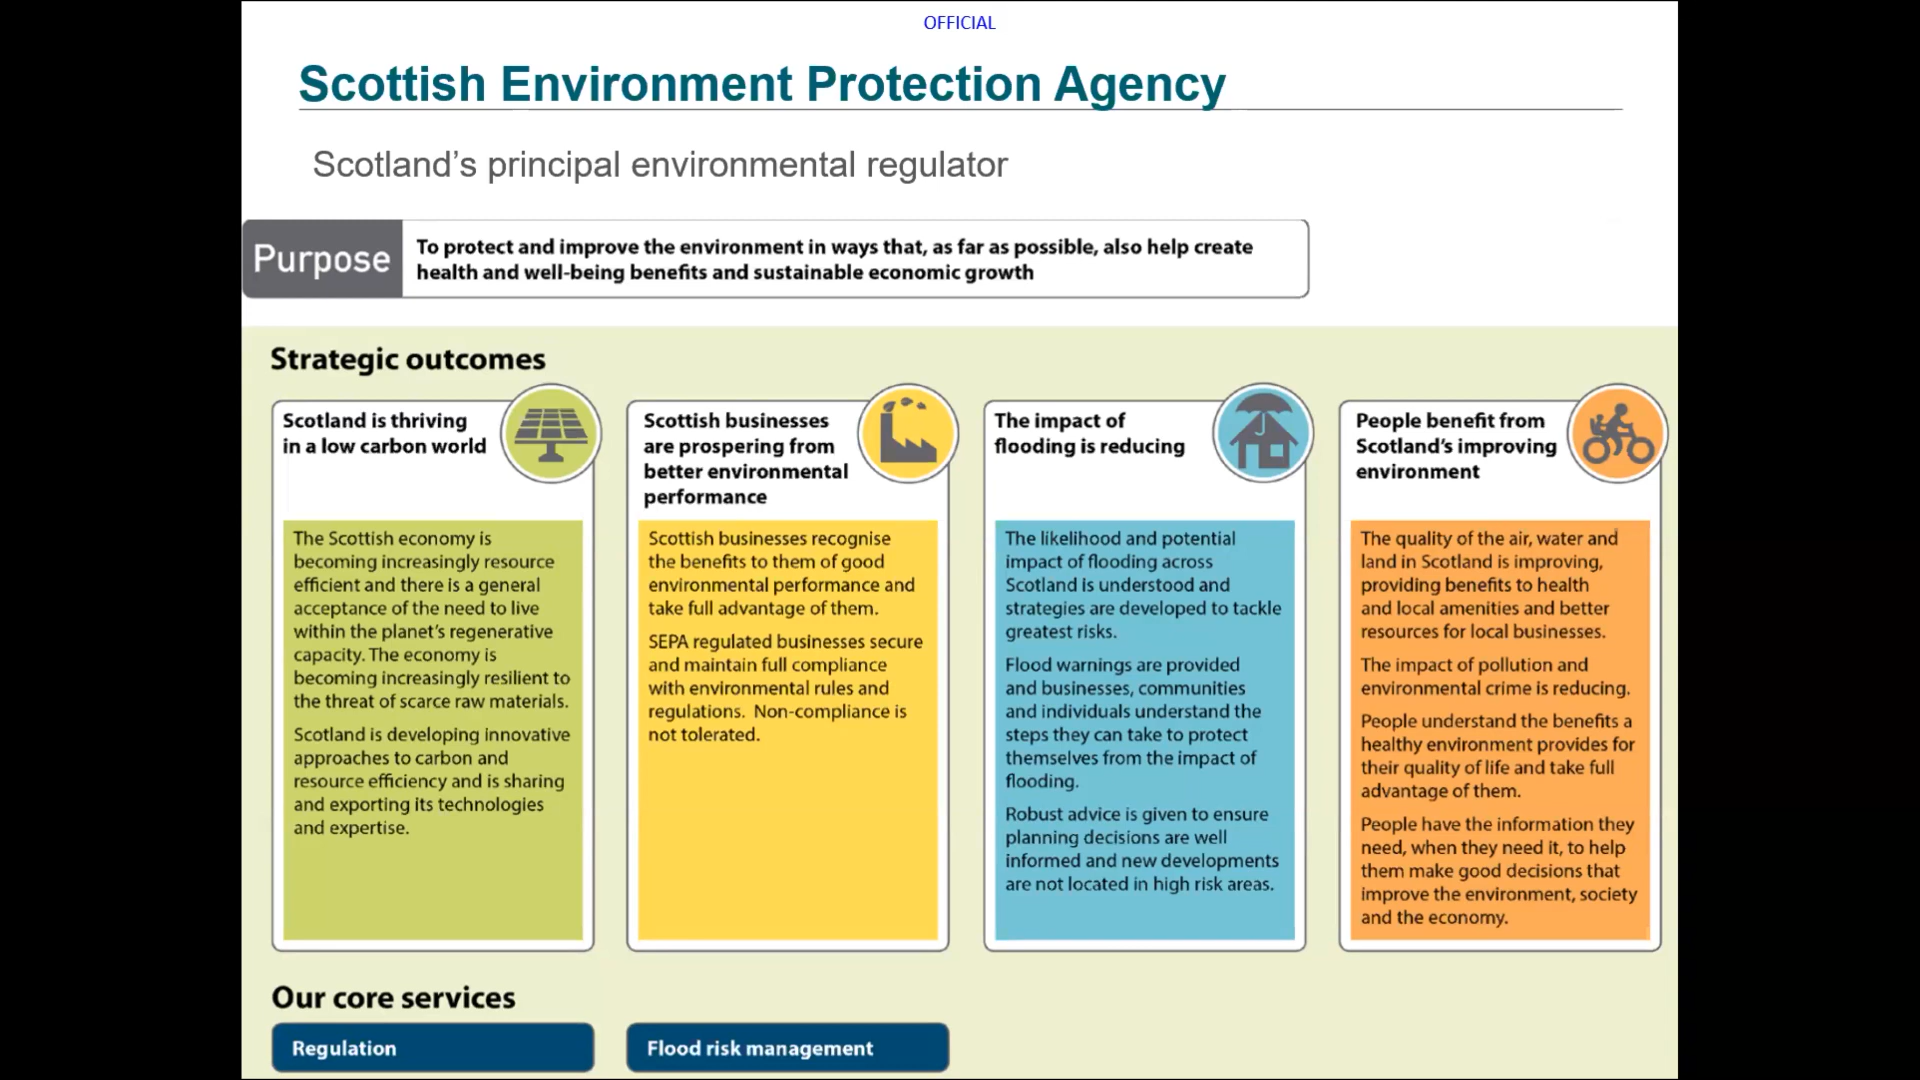 OFFICIAL
Scottish Environment Protection Agency
Scotland’s principal environmental regulator
Purpose
To protect and improve the environment in ways that, as far as possible, also help create
health and well-being benefits and sustainable economic growth
Strategic outcomes
Scotland is thriving
in a low carbon world
The Scottish economy is
becoming increasingly resource
efficient and there is a general
acceptance of the need to live
within the planet’s regenerative
capacity. The economy is
becoming increasingly resilient to
the threat of scarce raw materials.
Scotland is developing innovative
approaches to carbon and
resource efficiency and is sharing
and exporting its technologies
and expertise.
Scottish businesses
are prospering from
better environmental
performance
Scottish businesses recognise
the benefits to them of good
environmental performance and
take full advantage of them.
SEPA regulated businesses secure
and maintain full compliance
with environmental rules and
regulations. Non-compliance is
not tolerated.
The impact of
flooding is reducing
The likelihood and potential
impact of flooding across
Scotland is understood and
strategies are developed to tackle
greatest risks.
Flood warnings are provided
and businesses, communities
and individuals understand the
steps they can take to protect
themselves from the impact of
flooding.
Robust advice is given to ensure
planning decisions are well
informed and new developments
are not located in high risk areas.
People benefit from
Scotland’s improving
environment
The quality of the air, water and
land in Scotland is improving,
providing benefits to health
and local amenities and better
resources for local businesses.
The impact of pollution and
environmental crime is reducing.
People understand the benefits a
healthy environment provides for
their quality of life and take full
advantage of them.
People have the information they
need, when they need it, to help
them make good decisions that
improve the environment, society
and the economy.
Our core services
Regulation
Flood risk management